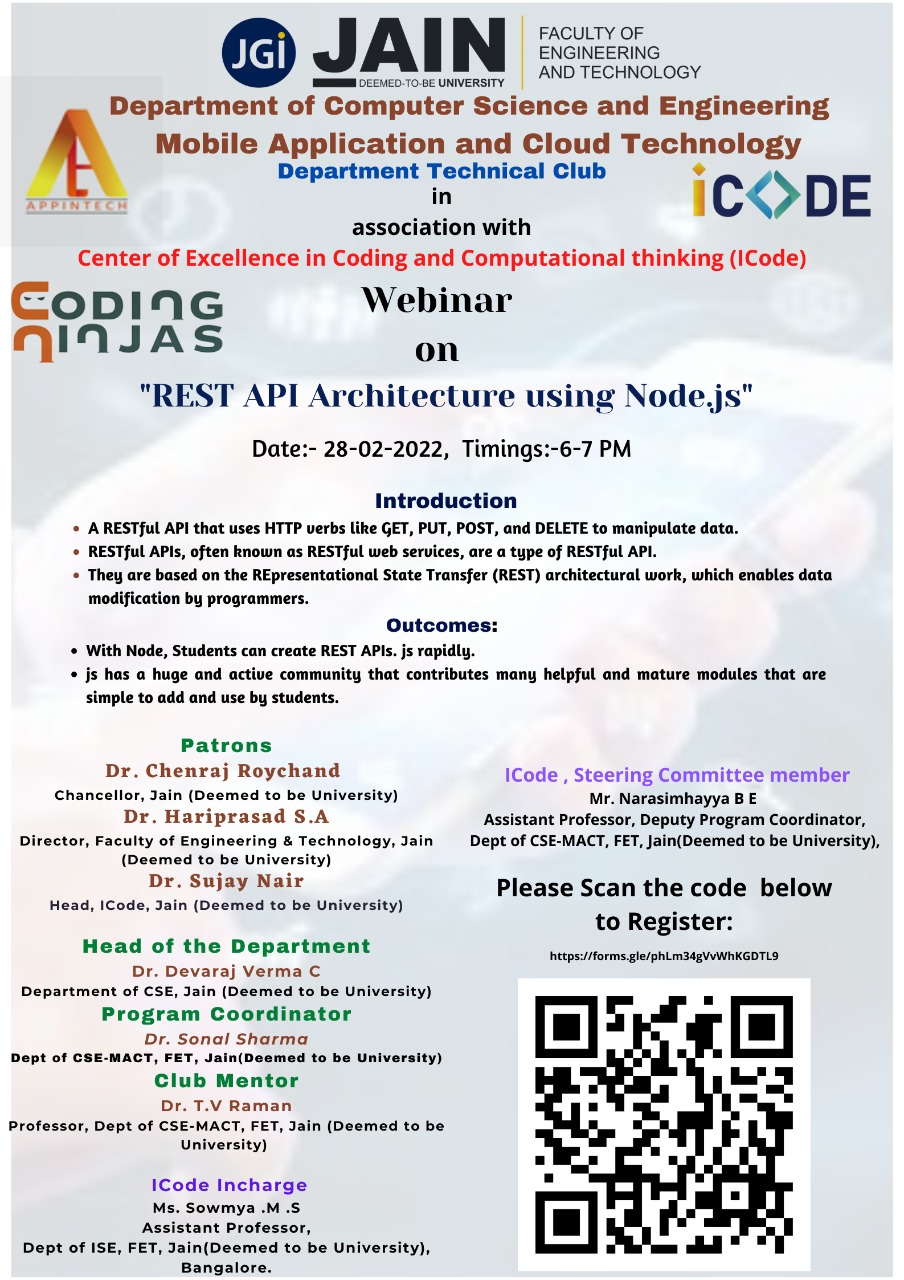 JGi JAIN
DEEMED-TO-BE UNIVERSITY
FACULTY OF
ENGINEERING
AND TECHNOLOGY
Department of Computer Science and Engineering
Mobile Application and Cloud Technology
APPINTECH
Department Technical Club
iCODE
in
association with
Center of Excellence in Coding and Computational thinking (ICode)
CODING
NINJAS
Webinar
on
"REST API Architecture using Node.js"
Date:- 28-02-2022, Timings:-6-7 PM
Introduction
• A RESTful API that uses HTTP verbs like GET, PUT, POST, and DELETE to manipulate data.
• RESTful APIs, often known as RESTful web services, are a type of RESTful API.
• They are based on the REpresentational State Transfer (REST) architectural work, which enables data
modification by programmers.
Outcomes:
• With Node, Students can create REST APIs. js rapidly.
• js has a huge and active community that contributes many helpful and mature modules that are
simple to add and use by students.
Patrons
Dr. Chenraj Roychand
Chancellor, Jain (Deemed to be University)
Dr. Hariprasad S.A
Director, Faculty of Engineering & Technology, Jain
(Deemed to be University)
Dr. Sujay Nair
Head, ICode, Jain (Deemed to be University)
Head of the Department
Dr. Devaraj Verma C
Department of CSE, Jain (Deemed to be University)
Program Coordinator
Dr. Sonal Sharma
Dept of CSE-MACT, FET, Jain(Deemed to be University)
Club Mentor
Dr. T.V Raman
Professor, Dept of CSE-MACT, FET, Jain (Deemed to be
University)
ICode Incharge
Ms. Sowmya .M .S
Assistant Professor,
Dept of ISE, FET, Jain(Deemed to be University),
Bangalore.
ICode , Steering Committee member
Mr. Narasimhayya B E
Assistant Professor, Deputy Program Coordinator,
Dept of CSE-MACT, FET, Jain(Deemed to be University),
Please Scan the code below
to Register:
https://forms.gle/phLm34gVvWhKGDTL9